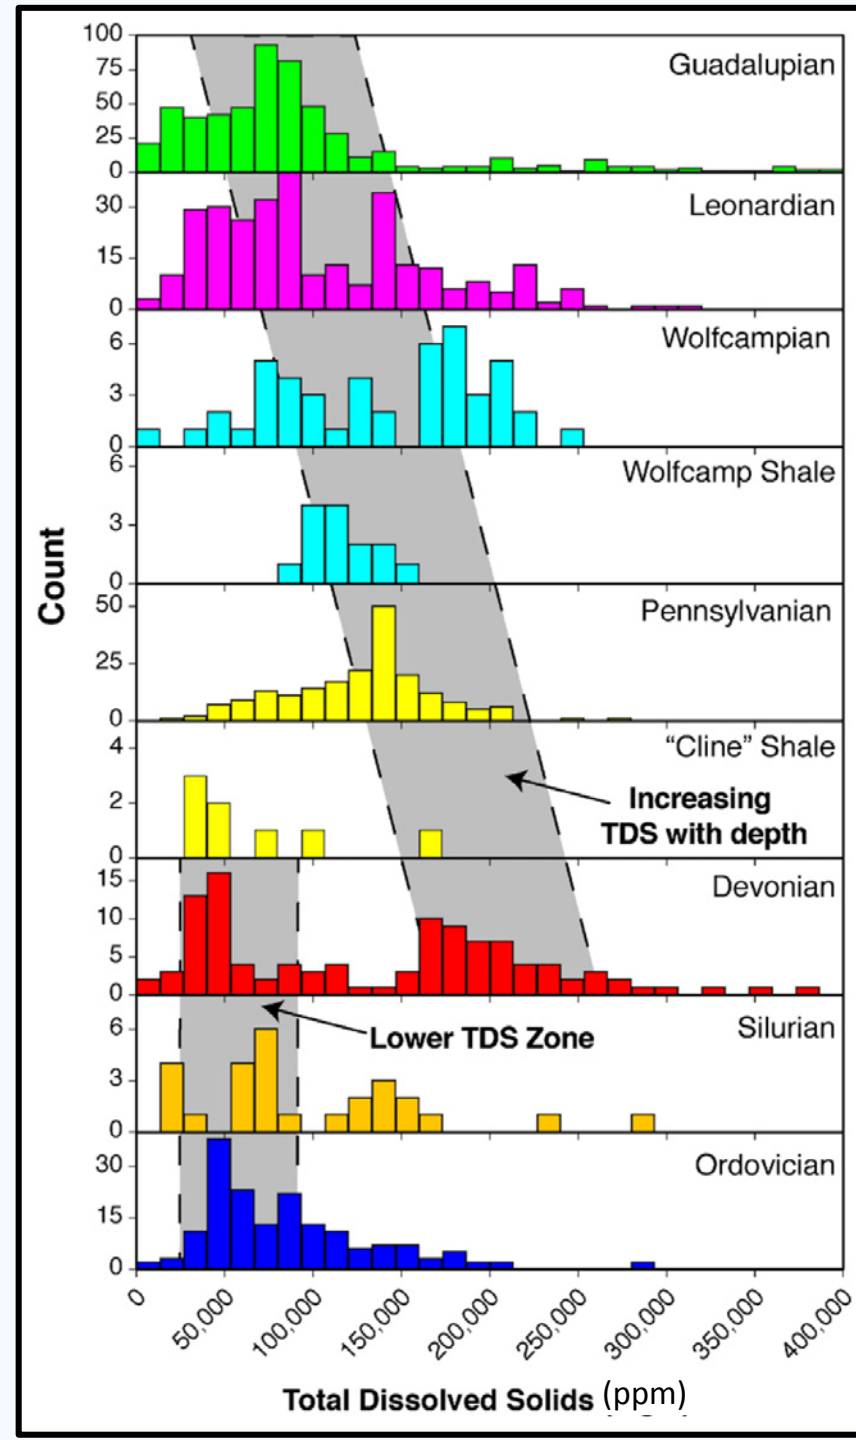 100
75
50
25
0
Guadalupian
30
15
0
Leonardian
6
3
0
Wolfcampian
6
3
0
Wolfcamp Shale
50
25
0
Pennsylvanian
4
2
0
“Cline” Shale
Increasing
TDS with depth
15
10
5
0
Devonian
6
3
0
Silurian
Lower TDS Zone
30
15
0
Ordovician
Count
0
50,000
100,000
150,000
200,000
250,000
300,000
350,000
400,000
Total Dissolved Solids (ppm)